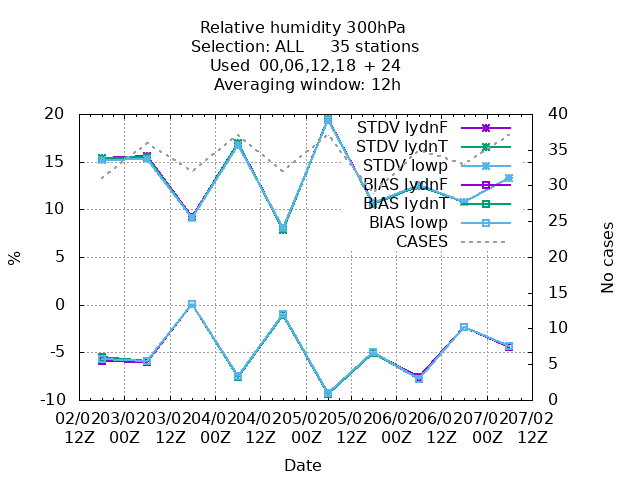 Relative humidity 300hPa
Selection: ALL 35 stations
Used 00,06,12,18 + 24
Averaging window: 12h
20
15
10
5
0
-5
-10
%
40
35
30
25
20
15
10
5
0
No cases
STDV lydnF
STDV lydnT
STDV lowp
BIAS lydnF
BIAS lydnT
BIAS lowp
CASES
02/02 03/02 03/02 04/02 04/02 05/02 05/02 06/02 06/02 07/02 07/02
12Z 00Z 12Z 00Z 12Z 00Z 12Z 00Z 12Z 00Z 12Z
Date